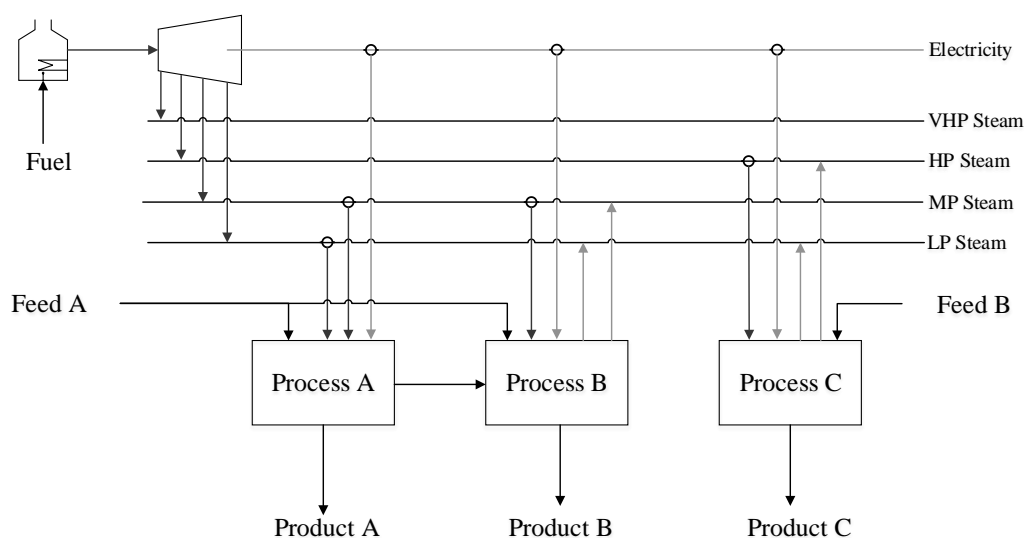 Electricity
VHP Steam
Fuel
HP Steam
MP Steam
LP Steam
Feed A
Feed B
Process A
Process B
Process C
Product A
Product B
Product C